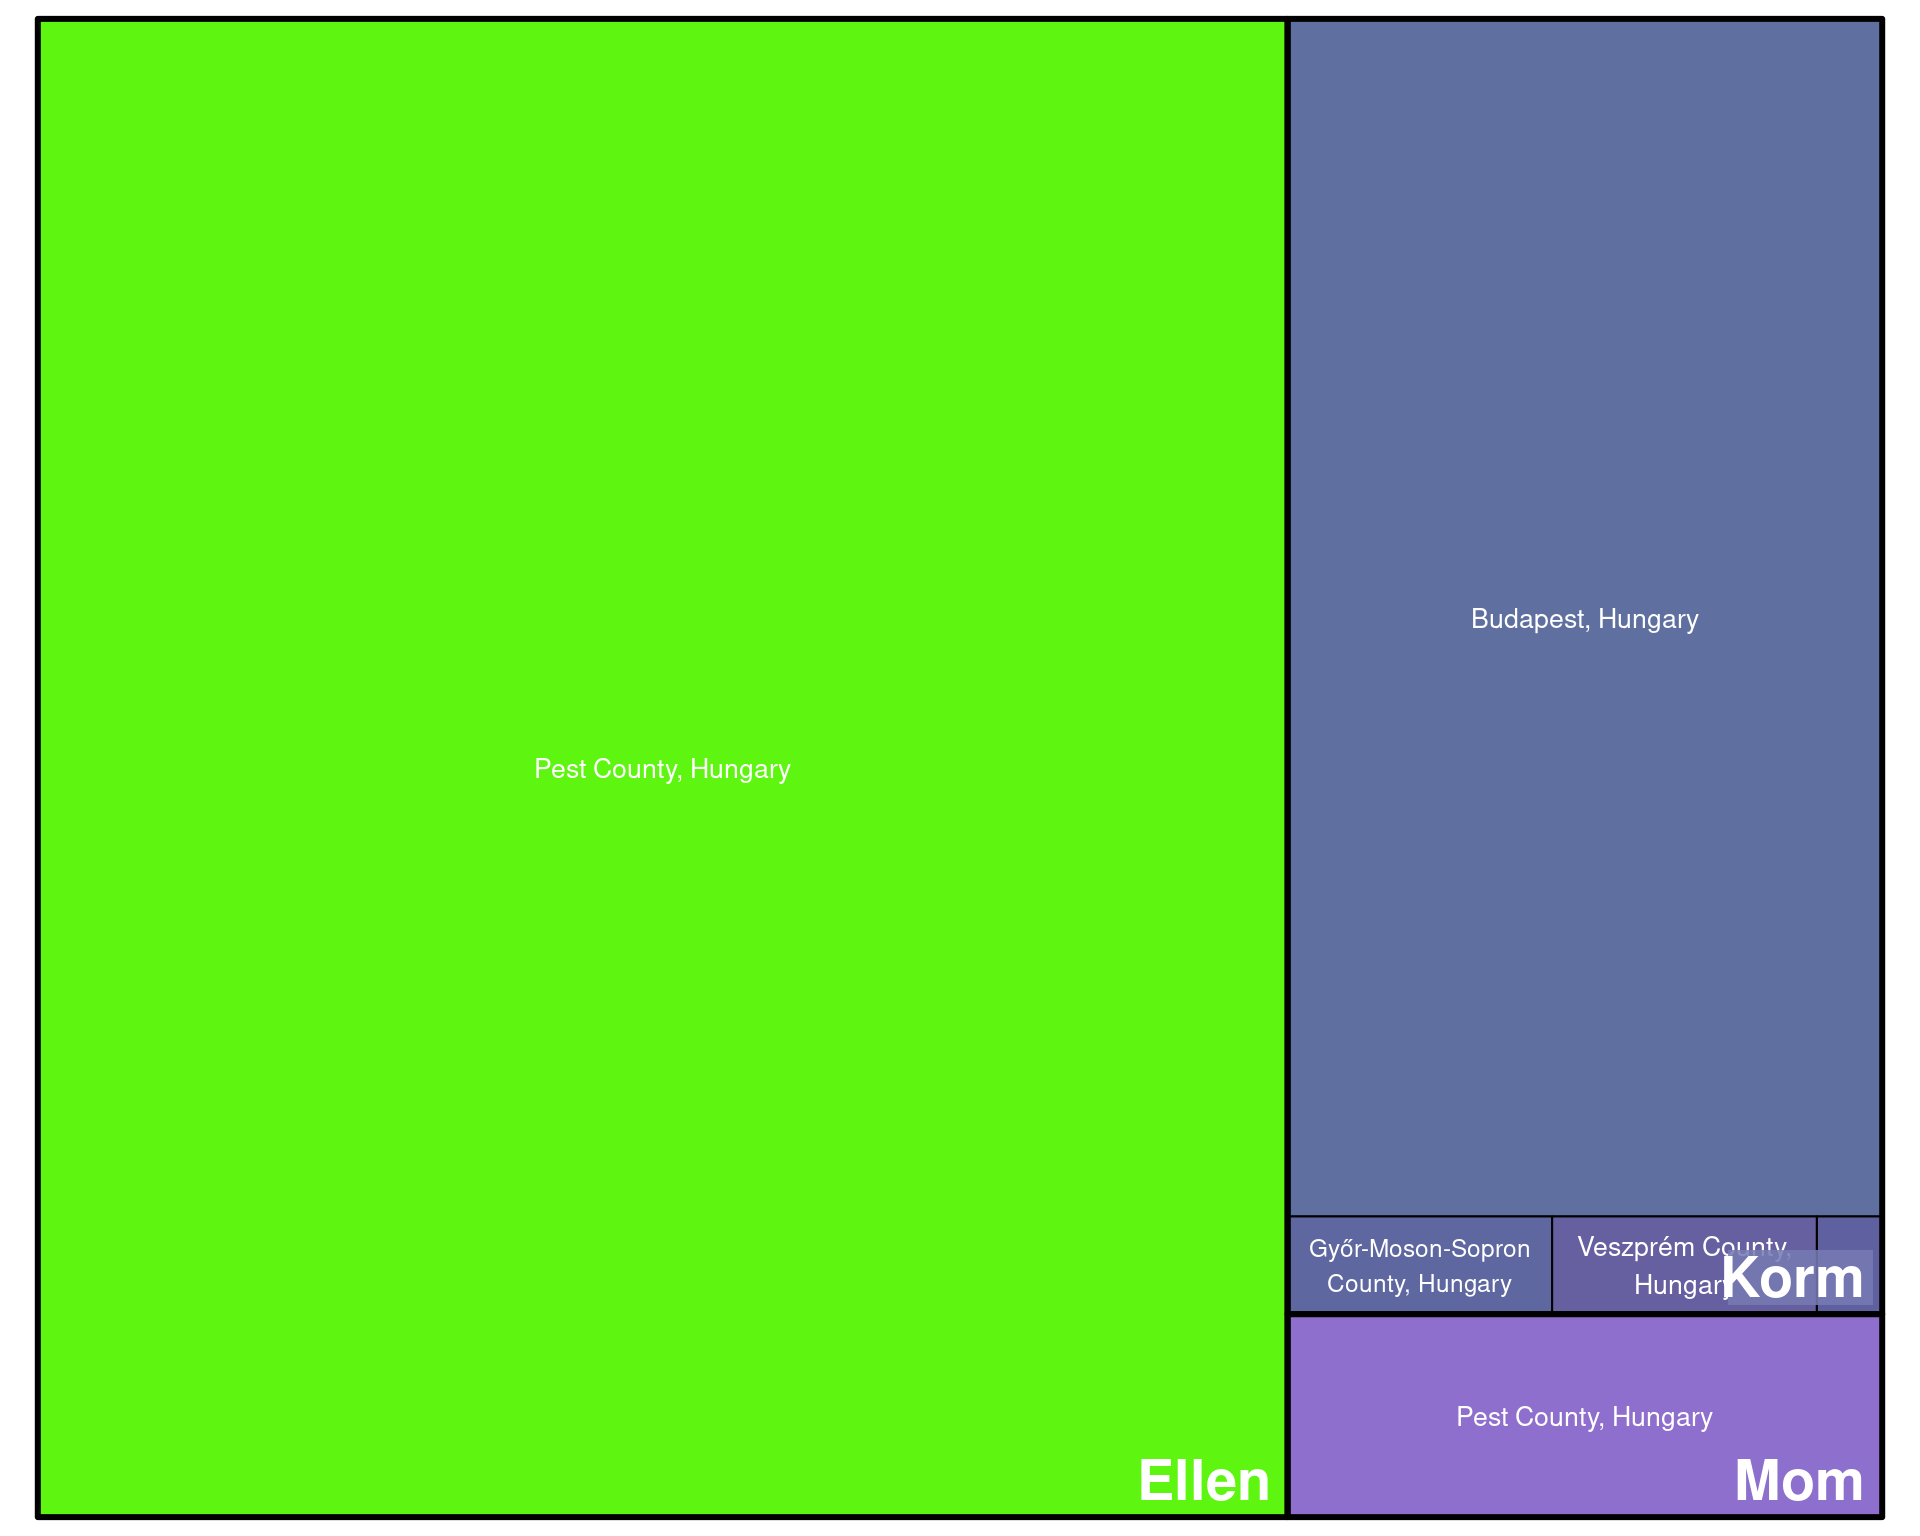 Pest County, Hungary
Ellen
Budapest, Hungary
Győr-Moson-Sopron
County, Hungary
Veszprém County,
Hungary
Korm
Pest County, Hungary
Mom